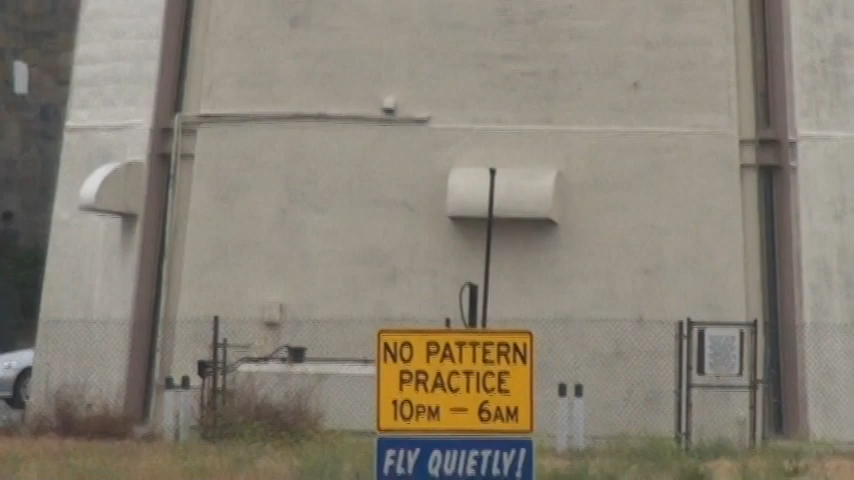 NO PATTERN
PRACTICE
10PM — 6AM
FLY QUIETLY!